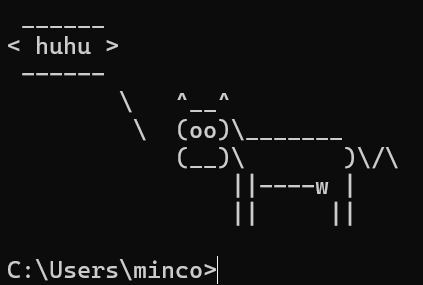 ______
< huhu >
 ------
        \   ^__^
         \  (oo)\_______
            (__)\       )\/\
                ||----w |
                ||     ||

C:\Users\minco>